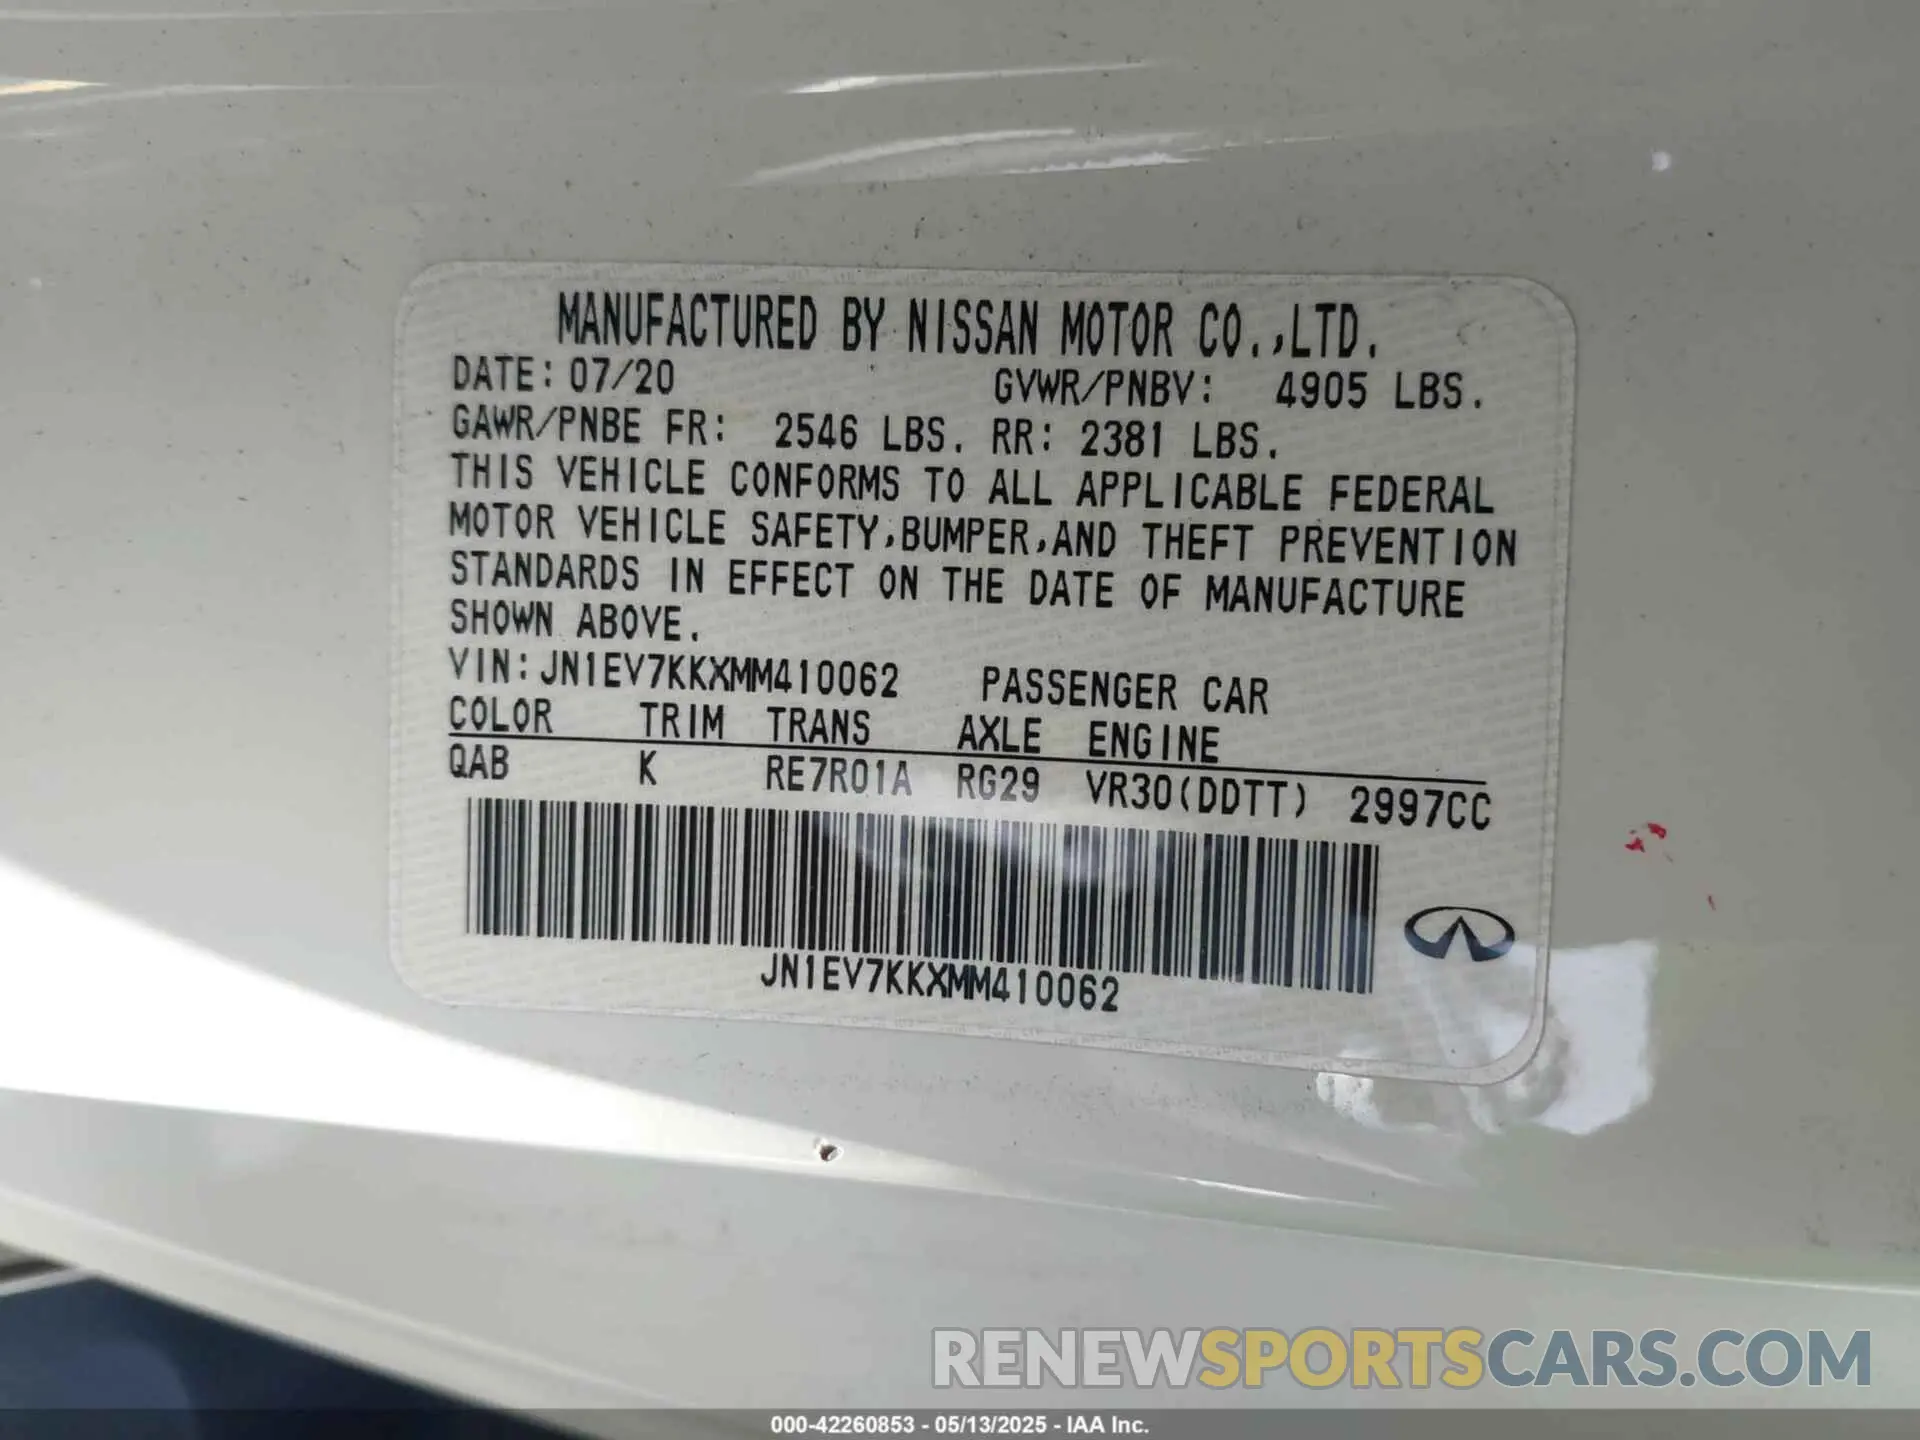 MANUFACTURED BY NISSAN MOTOR CO.,LTD.
DATE: 07/20 GVWR/PNBV: 4905 LBS.
GAWR/PNBE FR: 2546 LBS. RR: 2381 LBS.
THIS VEHICLE CONFORMS TO ALL APPLICABLE FEDERAL
MOTOR VEHICLE SAFETY,BUMPER,AND THEFT PREVENTION
STANDARDS IN EFFECT ON THE DATE OF MANUFACTURE
SHOWN ABOVE.
VIN: JN1EV7KKXMM410062 PASSENGER CAR
COLOR TRIM TRANS AXLE ENGINE
QAB K RE7R01A RG29 VR30(DDTT) 2997CC
JN1EV7KKXMM410062
RENEWSPORTSCARS.COM
000-42260853 - 05/13/2025 - IAA Inc.